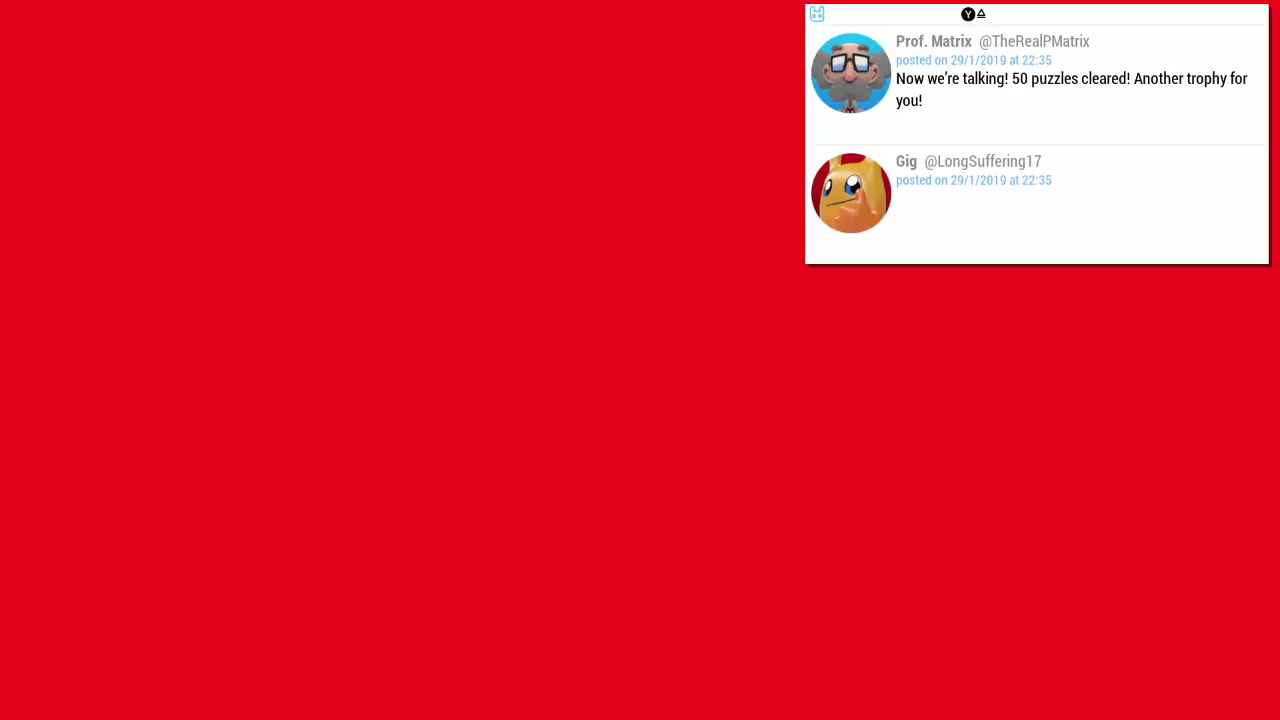 Y
Prof. Matrix @TheRealPMatrix
posted on 29/1/2019 at 22:35
Now we're talking! 50 puzzles cleared! Another trophy for
you!
Gig @LongSuffering17
posted on 29/1/2019 at 22:35